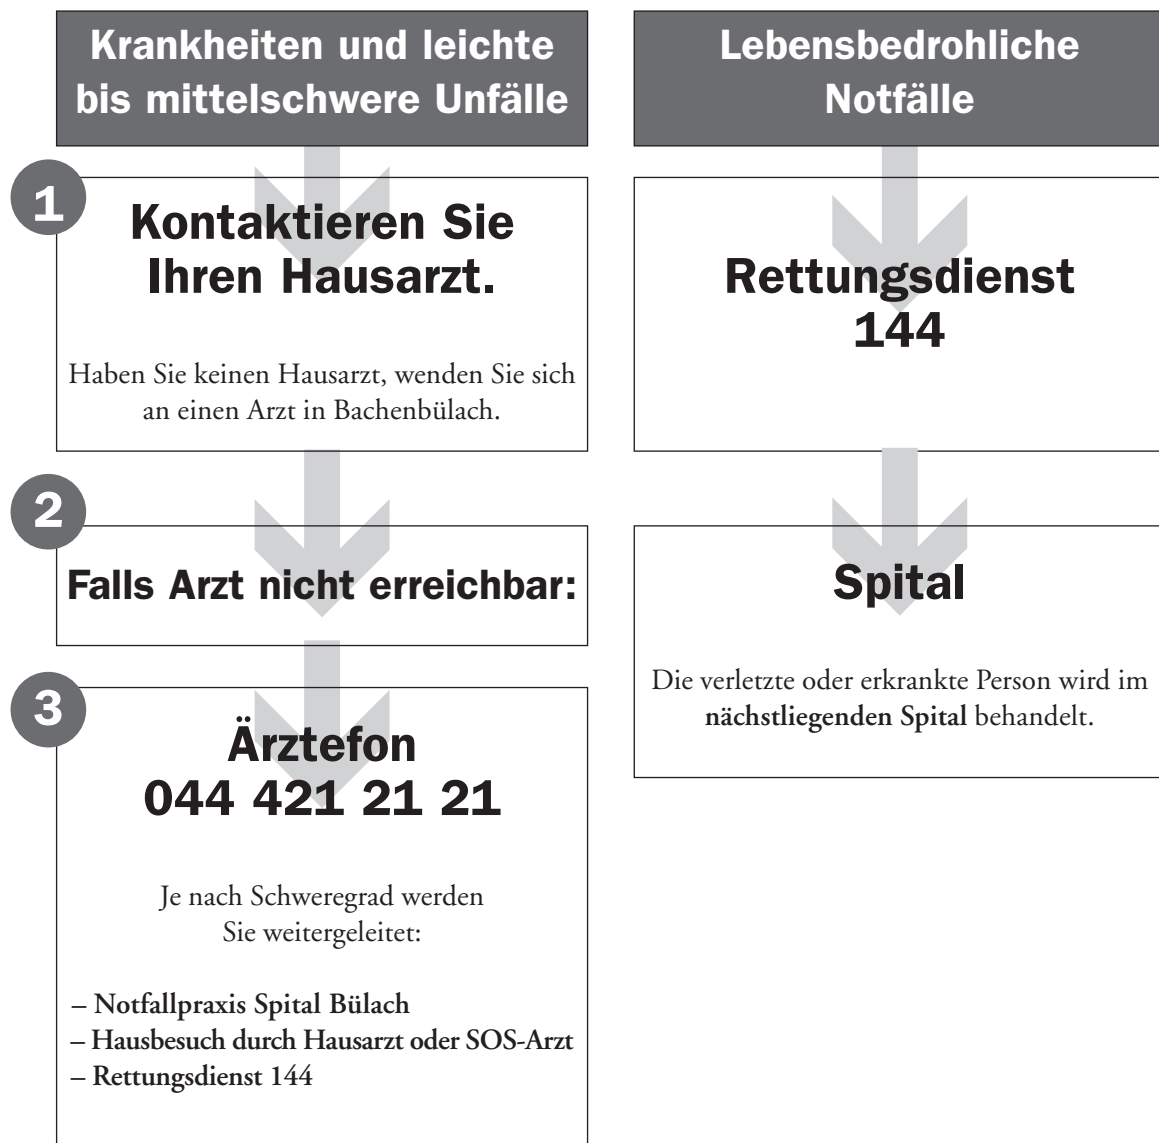 Krankheiten und leichte
bis mittelschwere Unfälle
1
Kontaktieren Sie
Ihren Hausarzt.
Haben Sie keinen Hausarzt, wenden Sie sich
an einen Arzt in Bachenbülach.
2
Falls Arzt nicht erreichbar:
3
Ärztefon
044 421 21 21
Je nach Schweregrad werden
Sie weitergeleitet:
– Notfallpraxis Spital Bülach
– Hausbesuch durch Hausarzt oder SOS-Arzt
– Rettungsdienst 144
Lebensbedrohliche
Notfälle
Rettungsdienst
144
Spital
Die verletzte oder erkrankte Person wird im
nächstliegenden Spital behandelt.